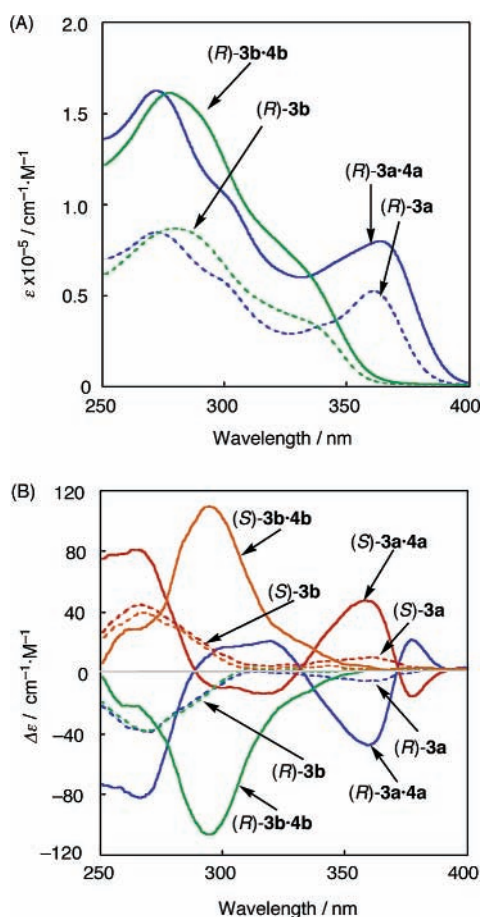 (A)
2.0
(R)-3b·4b
(R)-3b
1.5
(R)-3a·4a
1.0
(R)-3a
0.5
0
250 300 350 400
ε x10⁻⁵ / cm⁻¹·M⁻¹
Wavelength / nm
(B)
120
(S)-3b·4b
(S)-3a·4a
80
(S)-3b
(S)-3a
40
0
−40
(R)-3b
(R)-3a
−80
(R)-3b·4b
(R)-3a·4a
−120
250 300 350 400
Δε / cm⁻¹·M⁻¹
Wavelength / nm